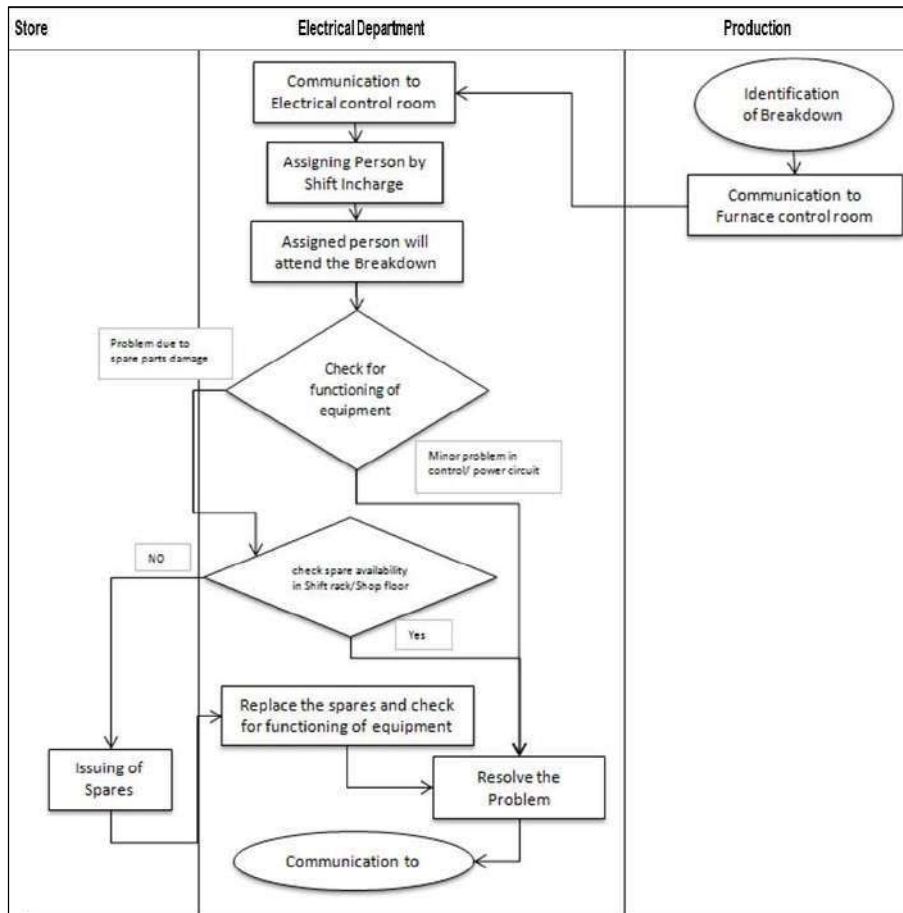 Store
Electrical Department
Production
Communication to
Electrical control room
Identification
of Breakdown
Assigning Person by
Shift Incharge
Communication to
Furnace control room
Assigned person will
attend the Breakdown
Problem due to
spare parts damage
Check for
functioning of
equipment
Minor problem in
control/ power circuit
NO
check spare availability
in Shift rack/Shop floor
Yes
Replace the spares and check
for functioning of equipment
Issuing of
Spares
Resolve the
Problem
Communication to